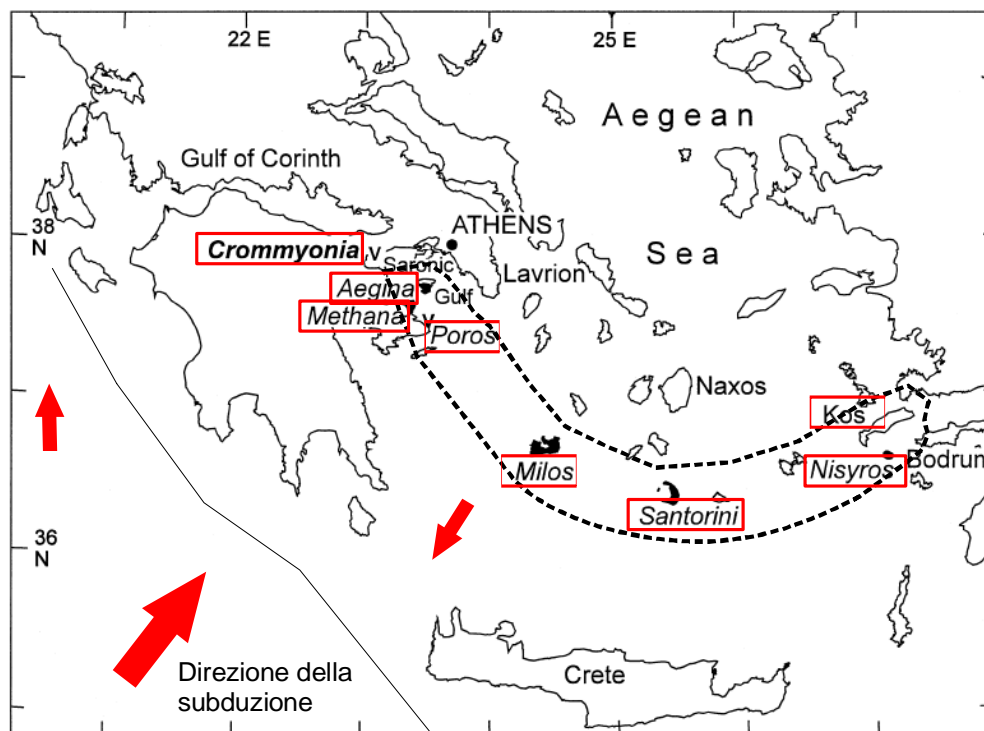 22 E
25 E
Aegean
Gulf of Corinth
38
N
ATHENS
Crommyonia
v
Sea
Saronic
Lavrion
Aegina
Gulf
Methana
v
Poros
Naxos
Kos
Milos
Nisyros
Bodrum
Santorini
36
N
Direzione della
subduzione
Crete